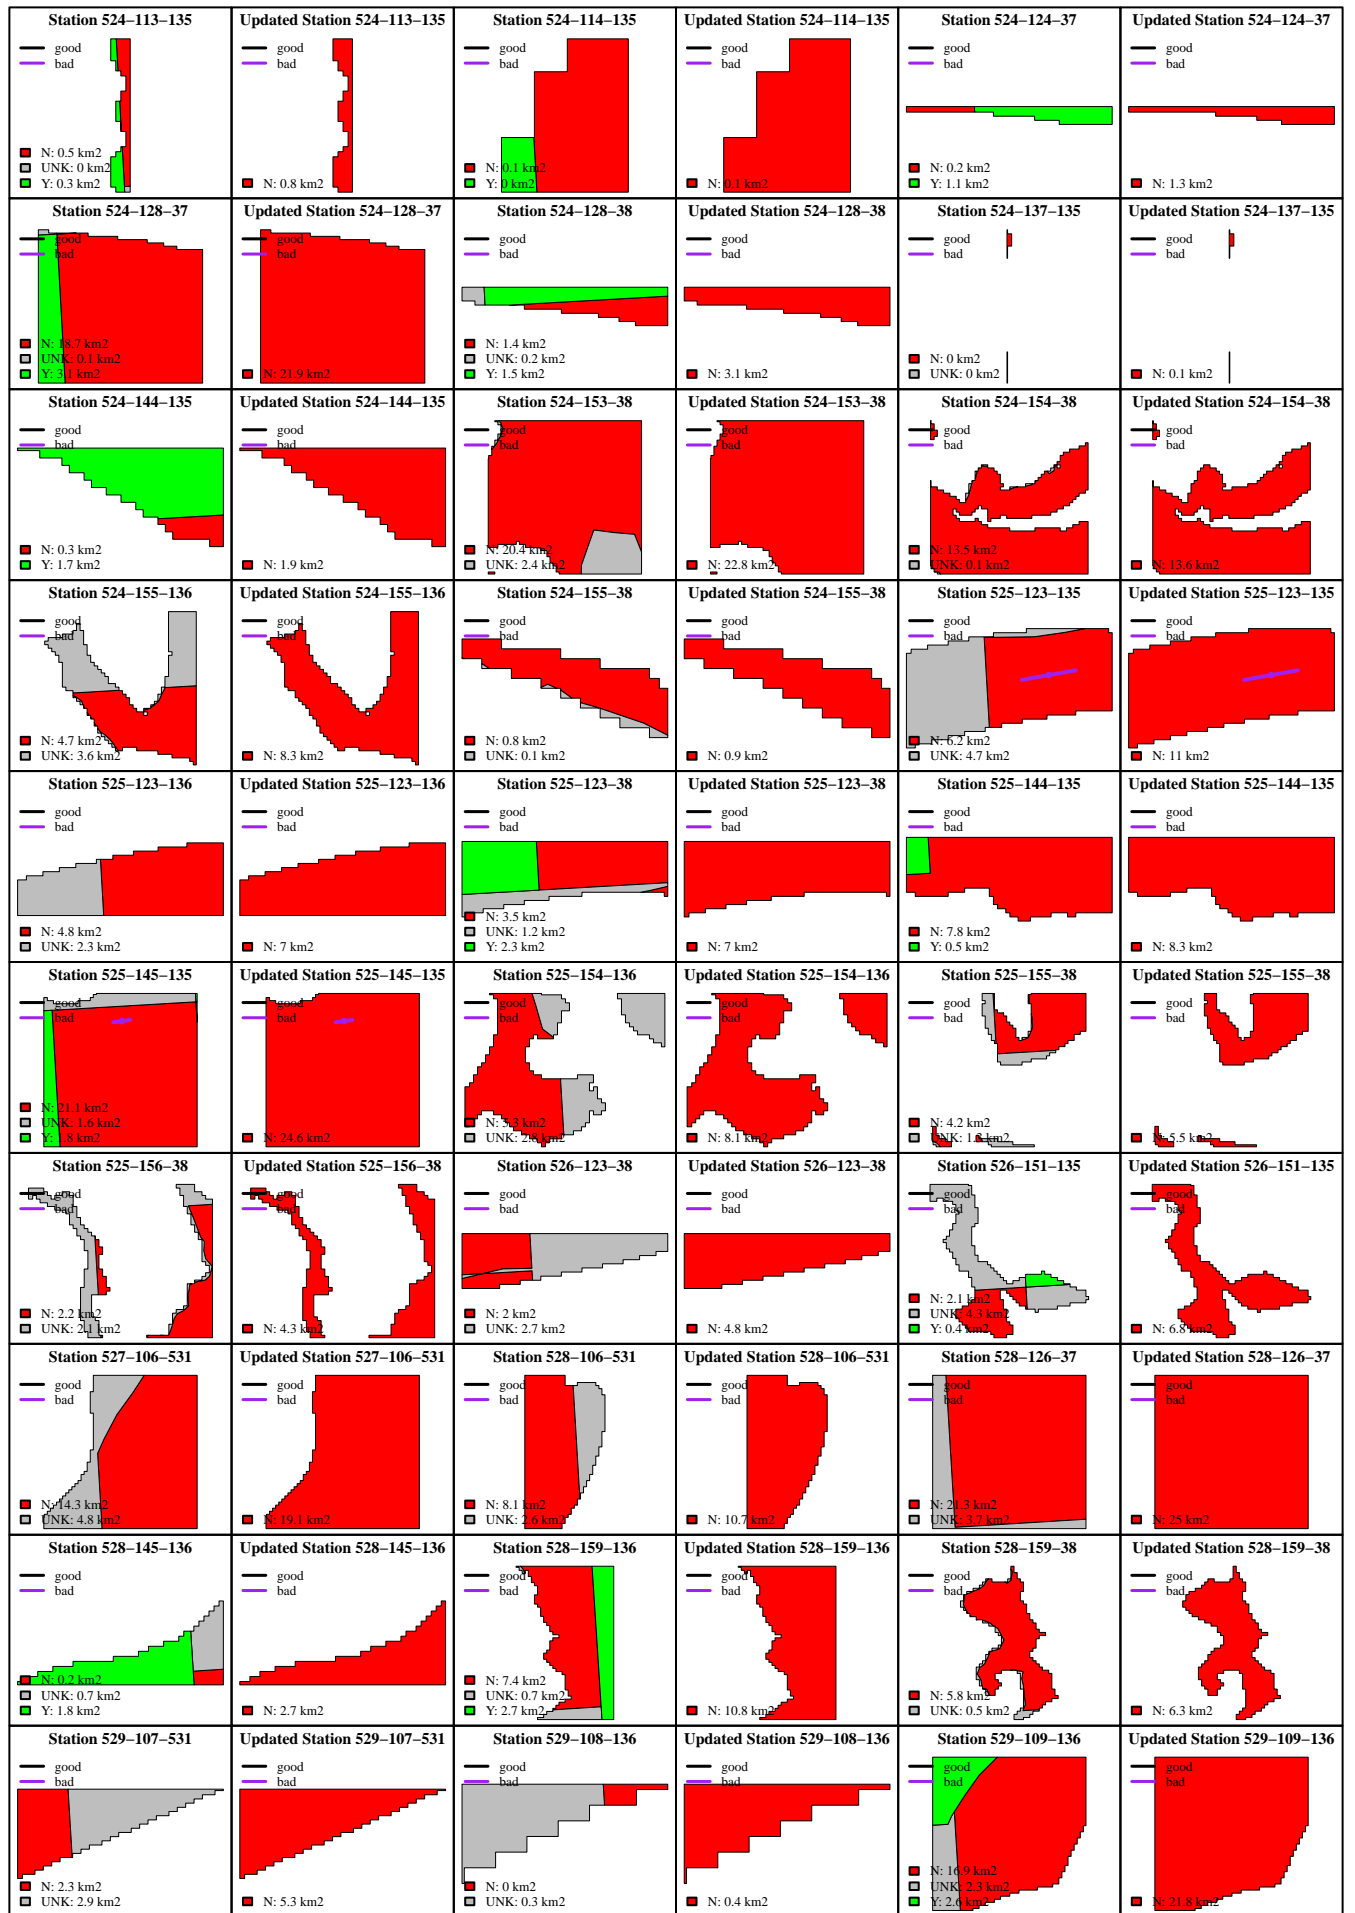 Station 524−113−135
good
bad
N: 0.5 km2
UNK: 0 km2
Y: 0.3 km2
Updated Station 524−113−135
good
bad
N: 0.8 km2
Station 524−114−135
good
bad
N: 0.1 km2
Y: 0 km2
Updated Station 524−114−135
good
bad
N: 0.1 km2
Station 524−124−37
good
bad
N: 0.2 km2
Y: 1.1 km2
Updated Station 524−124−37
good
bad
N: 1.3 km2
Station 524−128−37
good
bad
N: 18.7 km2
UNK: 0.1 km2
Y: 3.1 km2
Updated Station 524−128−37
good
bad
N: 21.9 km2
Station 524−128−38
good
bad
N: 1.4 km2
UNK: 0.2 km2
Y: 1.5 km2
Updated Station 524−128−38
good
bad
N: 3.1 km2
Station 524−137−135
good
bad
N: 0 km2
UNK: 0 km2
Updated Station 524−137−135
good
bad
N: 0.1 km2
Station 524−144−135
good
bad
N: 0.3 km2
Y: 1.7 km2
Updated Station 524−144−135
good
bad
N: 1.9 km2
Station 524−153−38
good
bad
N: 20.4 km2
UNK: 2.4 km2
Updated Station 524−153−38
good
bad
N: 22.8 km2
Station 524−154−38
good
bad
N: 13.5 km2
UNK: 0.1 km2
Updated Station 524−154−38
good
bad
N: 13.6 km2
Station 524−155−136
good
bad
N: 4.7 km2
UNK: 3.6 km2
Updated Station 524−155−136
good
bad
N: 8.3 km2
Station 524−155−38
good
bad
N: 0.8 km2
UNK: 0.1 km2
Updated Station 524−155−38
good
bad
N: 0.9 km2
Station 525−123−135
good
bad
N: 6.2 km2
UNK: 4.7 km2
Updated Station 525−123−135
good
bad
N: 11 km2
Station 525−123−136
good
bad
N: 4.8 km2
UNK: 2.3 km2
Updated Station 525−123−136
good
bad
N: 7 km2
Station 525−123−38
good
bad
N: 3.5 km2
UNK: 1.2 km2
Y: 2.3 km2
Updated Station 525−123−38
good
bad
N: 7 km2
Station 525−144−135
good
bad
N: 7.8 km2
Y: 0.5 km2
Updated Station 525−144−135
good
bad
N: 8.3 km2
Station 525−145−135
good
bad
N: 21.1 km2
UNK: 1.6 km2
Y: 1.8 km2
Updated Station 525−145−135
good
bad
N: 24.6 km2
Station 525−154−136
good
bad
N: 5.3 km2
UNK: 2.8 km2
Updated Station 525−154−136
good
bad
N: 8.1 km2
Station 525−155−38
good
bad
N: 4.2 km2
UNK: 1.3 km2
Updated Station 525−155−38
good
bad
N: 5.5 km2
Station 525−156−38
good
bad
N: 2.2 km2
UNK: 2.1 km2
Updated Station 525−156−38
good
bad
N: 4.3 km2
Station 526−123−38
good
bad
N: 2 km2
UNK: 2.7 km2
Updated Station 526−123−38
good
bad
N: 4.8 km2
Station 526−151−135
good
bad
N: 2.1 km2
UNK: 4.3 km2
Y: 0.4 km2
Updated Station 526−151−135
good
bad
N: 6.8 km2
Station 527−106−531
good
bad
N: 14.3 km2
UNK: 4.8 km2
Updated Station 527−106−531
good
bad
N: 19.1 km2
Station 528−106−531
good
bad
N: 8.1 km2
UNK: 2.6 km2
Updated Station 528−106−531
good
bad
N: 10.7 km2
Station 528−126−37
good
bad
N: 21.3 km2
UNK: 3.7 km2
Updated Station 528−126−37
good
bad
N: 25 km2
Station 528−145−136
good
bad
N: 0.2 km2
UNK: 0.7 km2
Y: 1.8 km2
Updated Station 528−145−136
good
bad
N: 2.7 km2
Station 528−159−136
good
bad
N: 7.4 km2
UNK: 0.7 km2
Y: 2.7 km2
Updated Station 528−159−136
good
bad
N: 10.8 km2
Station 528−159−38
good
bad
N: 5.8 km2
UNK: 0.5 km2
Updated Station 528−159−38
good
bad
N: 6.3 km2
Station 529−107−531
good
bad
N: 2.3 km2
UNK: 2.9 km2
Updated Station 529−107−531
good
bad
N: 5.3 km2
Station 529−108−136
good
bad
N: 0 km2
UNK: 0.3 km2
Updated Station 529−108−136
good
bad
N: 0.4 km2
Station 529−109−136
good
bad
N: 16.9 km2
UNK: 2.3 km2
Y: 2.6 km2
Updated Station 529−109−136
good
bad
N: 21.8 km2